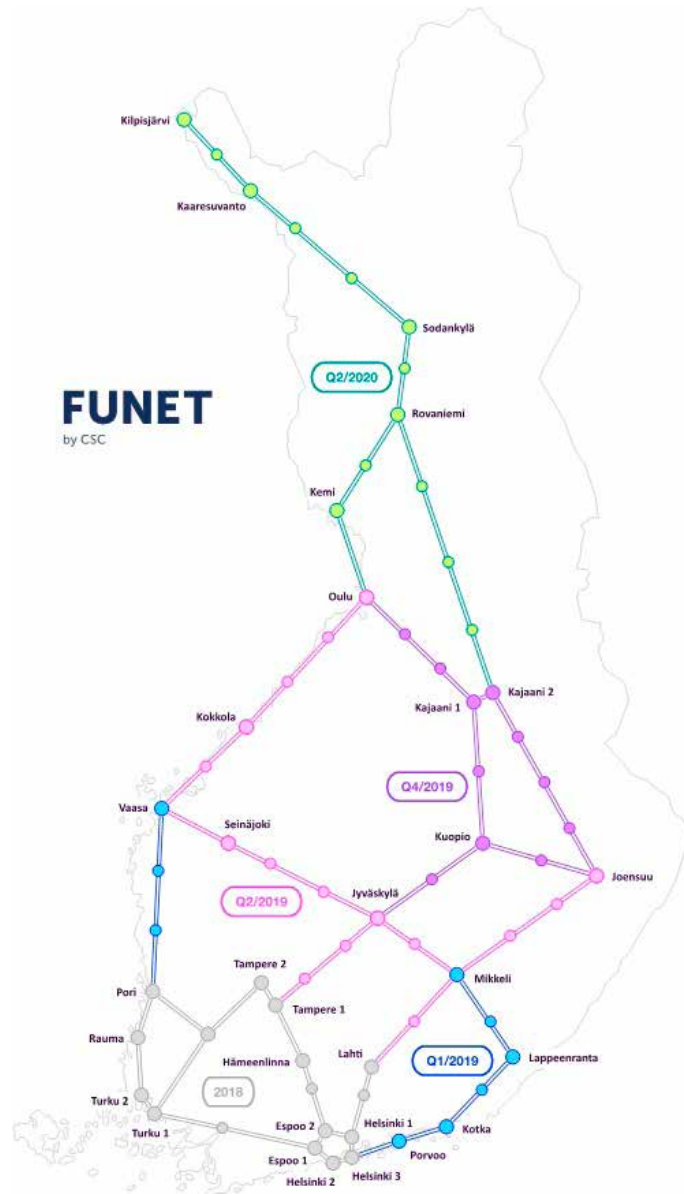 Kilpisjärvi
Kaaresuvanto
Sodankylä
Q2/2020
FUNET
by CSC
Rovaniemi
Kemi
Oulu
Kajaani 2
Kajaani 1
Kokkola
Q4/2019
Vaasa
Seinäjoki
Kuopio
Joensuu
Jyväskylä
Q2/2019
Tampere 2
Mikkeli
Pori
Tampere 1
Rauma
Hämeenlinna
Lahti
Q1/2019
Lappeenranta
2018
Turku 2
Turku 1
Espoo 2
Helsinki 1
Kotka
Espoo 1
Porvoo
Helsinki 2
Helsinki 3